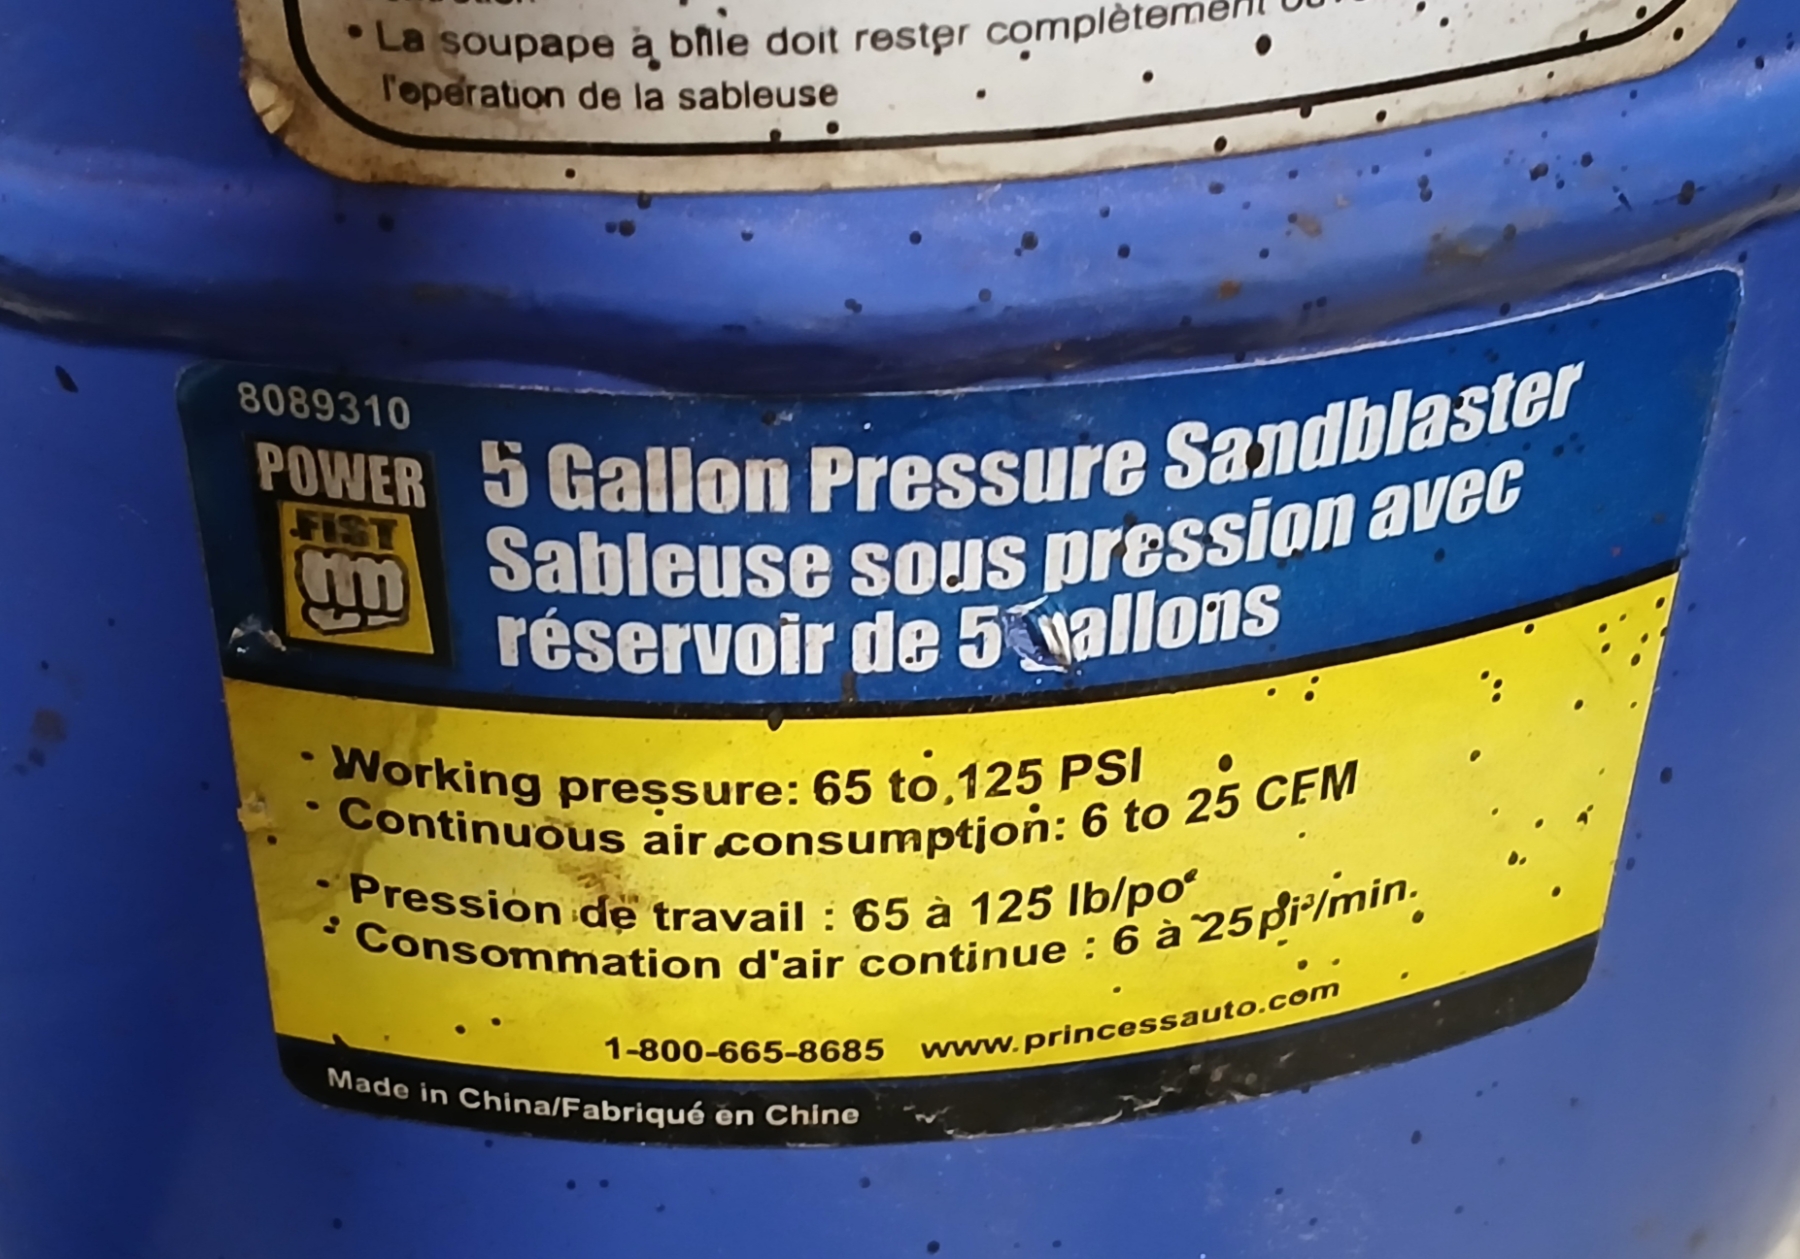 • La soupape à bille doit rester complètement
l'opération de la sableuse
8089310
POWER
FIST
5 Gallon Pressure Sandblaster
Sableuse sous pression avec
réservoir de 5 gallons
• Working pressure: 65 to 125 PSI
• Continuous air consumption: 6 to 25 CFM
• Pression de travail : 65 à 125 lb/po²
• Consommation d'air continue : 6 à 25 pi³/min.
1-800-665-8685 www.princessauto.com
Made in China/Fabriqué en Chine